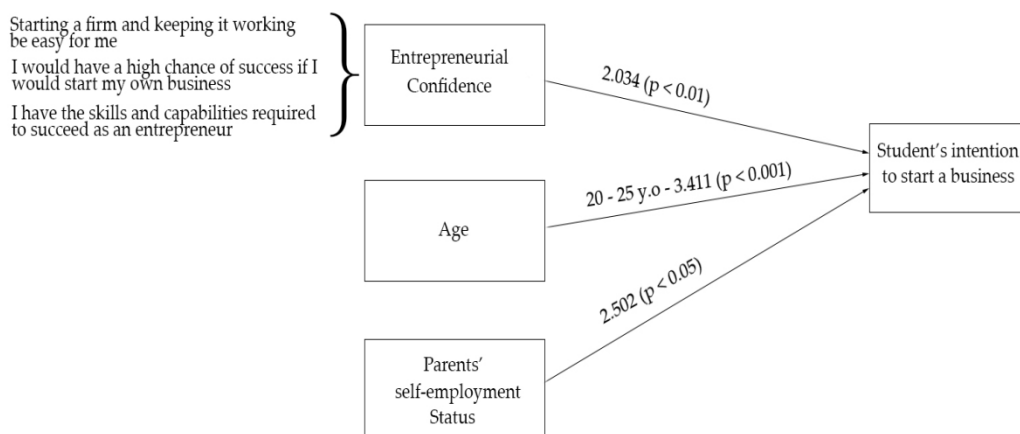 Starting a firm and keeping it working
be easy for me
I would have a high chance of success if I
would start my own business
I have the skills and capabilities required
to succeed as an entrepreneur
Entrepreneurial
Confidence
2.034 (p < 0.01)
Student's intention
to start a business
20 - 25 y.o - 3.411 (p < 0.001)
Age
2.502 (p < 0.05)
Parents'
self-employment
Status